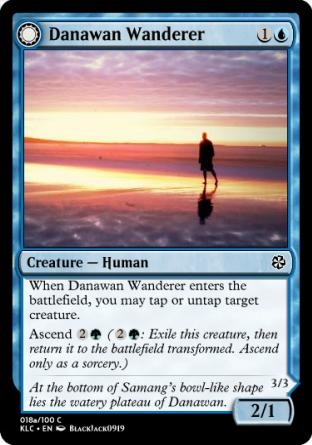 Danawan Wanderer 1
Creature — Human
When Danawan Wanderer enters the
battlefield, you may tap or untap target
creature.
Ascend 2 ( 2 : Exile this creature, then
return it to the battlefield transformed. Ascend
only as a sorcery.)
At the bottom of Samang's bowl-like shape
lies the watery plateau of Danawan.
3/3
2/1
018a/100 C
KLC • EN BlackJack0919